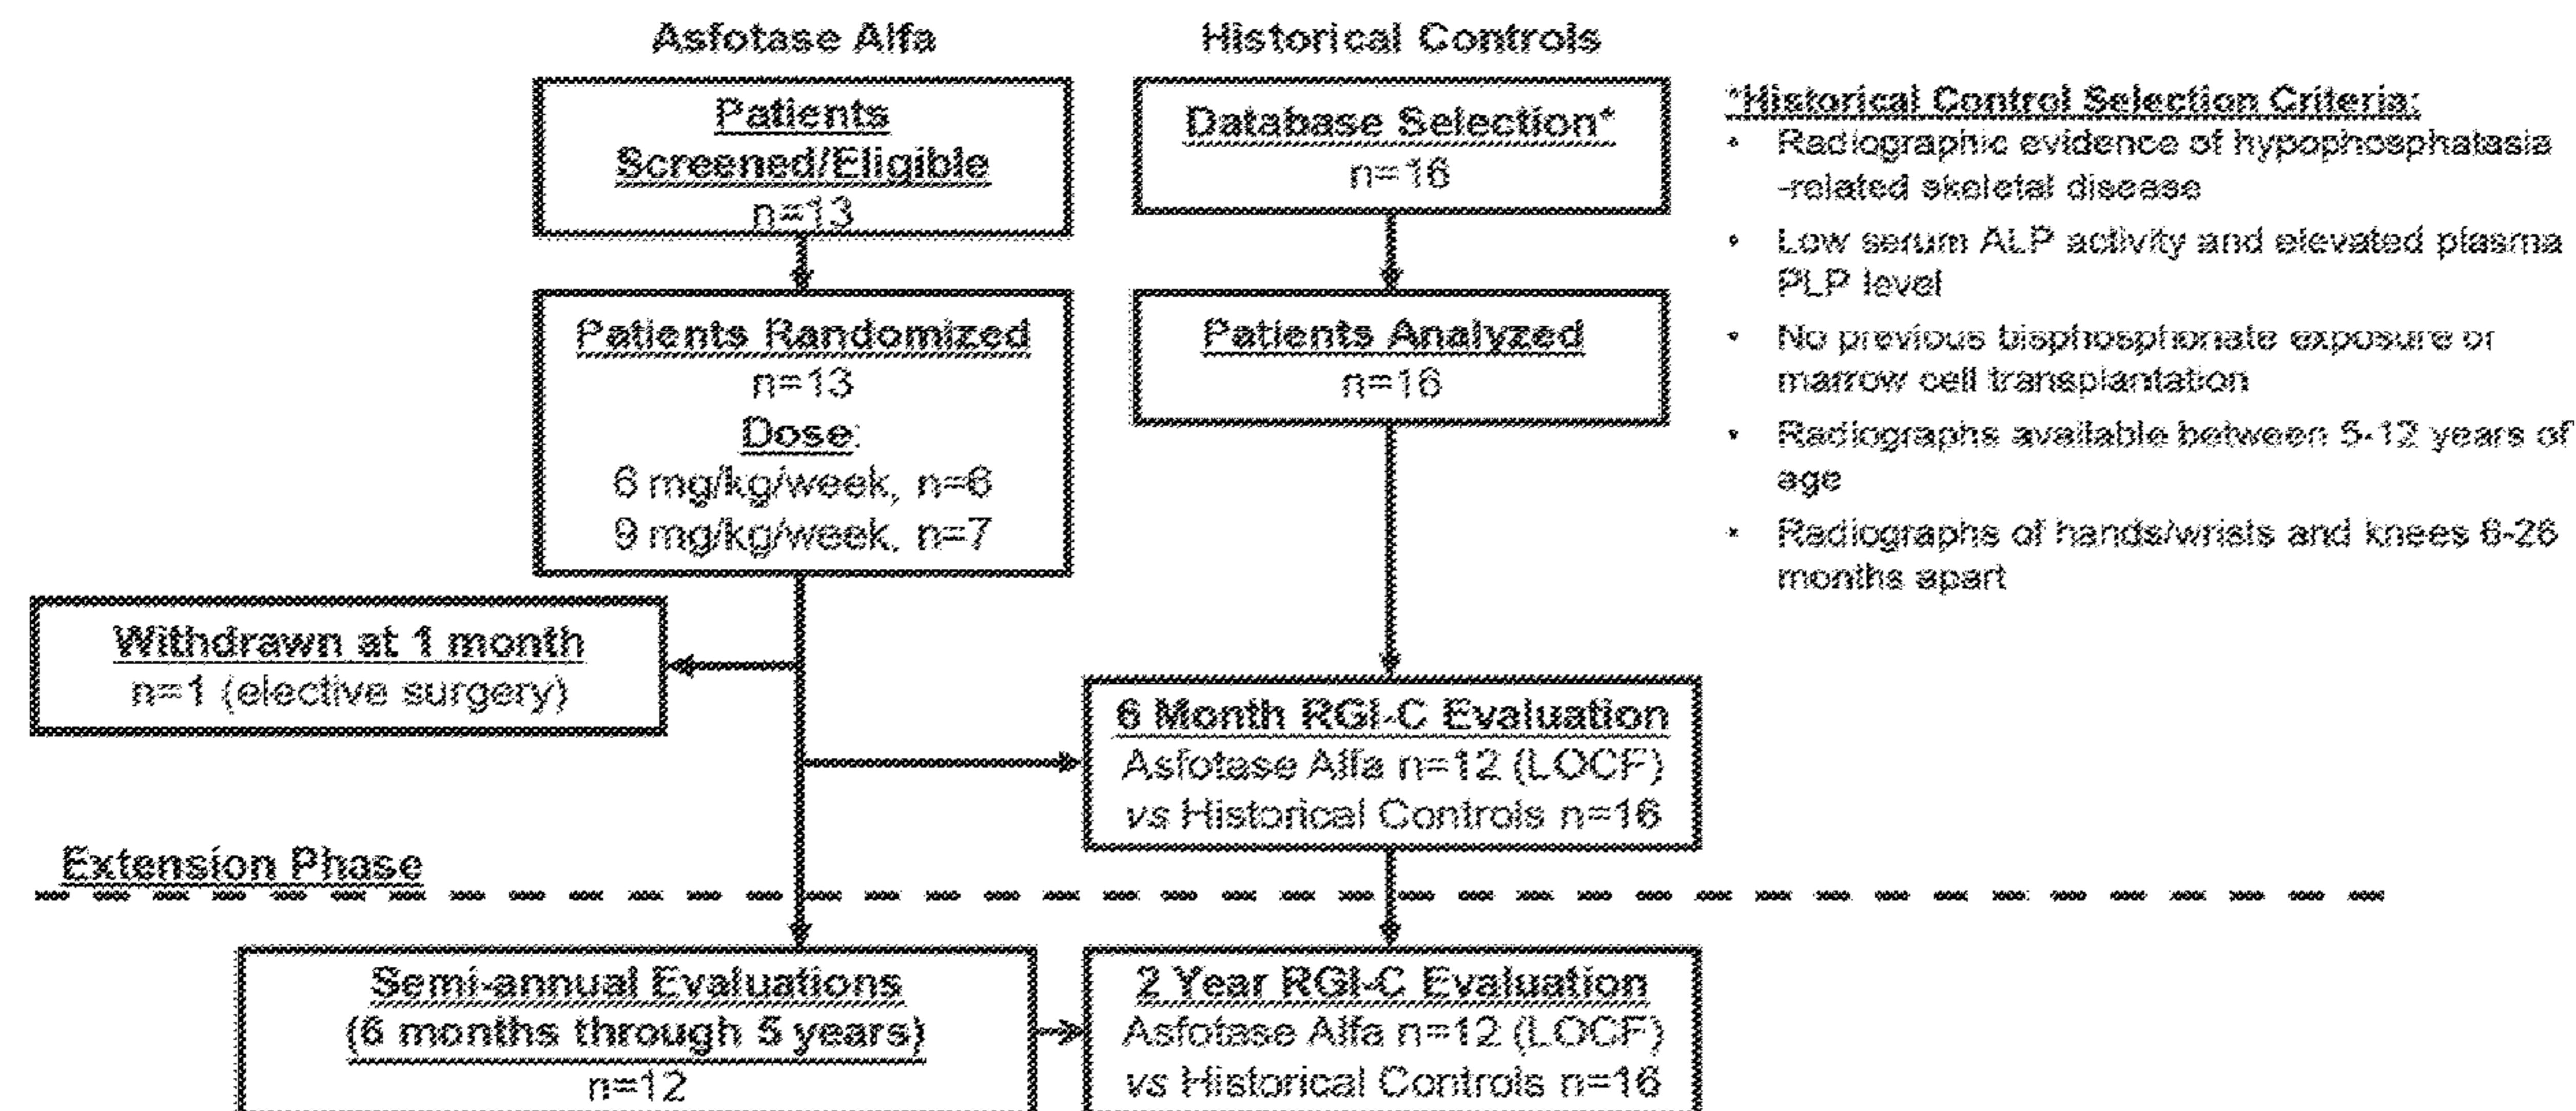 Asfotase Alfa
Patients
Screened/Eligible
n=13
Patients Randomized
n=13
Dose:
6 mg/kg/week, n=6
9 mg/kg/week, n=7
Withdrawn at 1 month
n=1 (elective surgery)
Historical Controls
Database Selection*
n=16
Patients Analyzed
n=16
6 Month RGI-C Evaluation
Asfotase Alfa n=12 (LOCF)
vs Historical Controls n=16
*Historical Control Selection Criteria:
• Radiographic evidence of hypophosphatasia
-related skeletal disease
• Low serum ALP activity and elevated plasma
PLP level
• No previous bisphosphonate exposure or
marrow cell transplantation
• Radiographs available between 5-12 years of
age
• Radiographs of hands/wrists and knees 6-26
months apart
Extension Phase
Semi-annual Evaluations
(6 months through 5 years)
n=12
2 Year RGI-C Evaluation
Asfotase Alfa n=12 (LOCF)
vs Historical Controls n=16